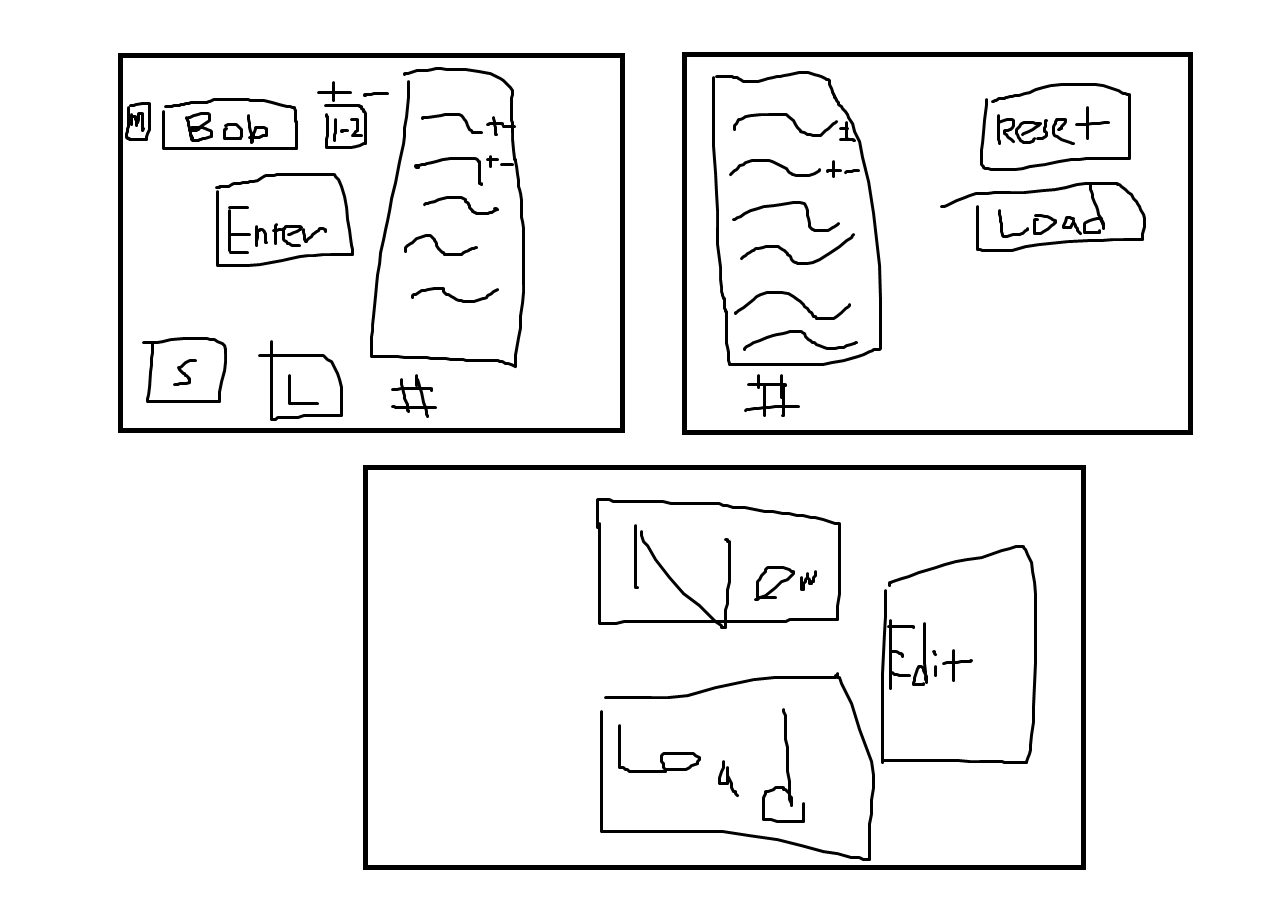 + -
m Bob 1-2
+-
+-
Enter
S L #
± Reset
+-
Load
#
New
Edit
Load